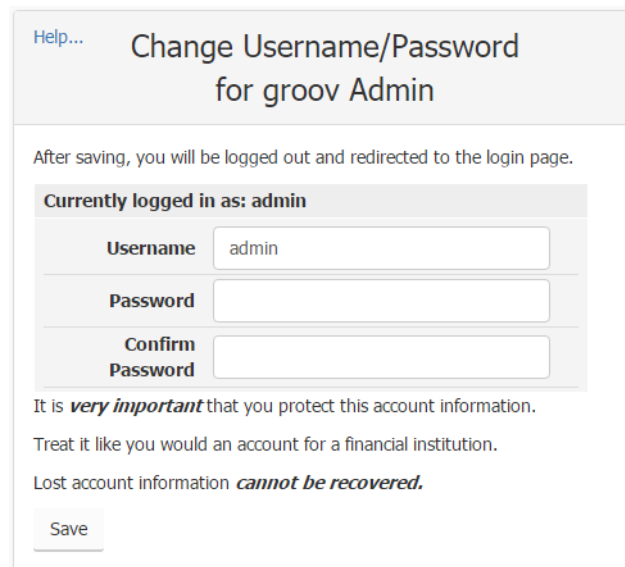 Help...
Change Username/Password
for groov Admin
After saving, you will be logged out and redirected to the login page.
Currently logged in as: admin
Username admin
Password
Confirm
Password
It is very important that you protect this account information.
Treat it like you would an account for a financial institution.
Lost account information cannot be recovered.
Save